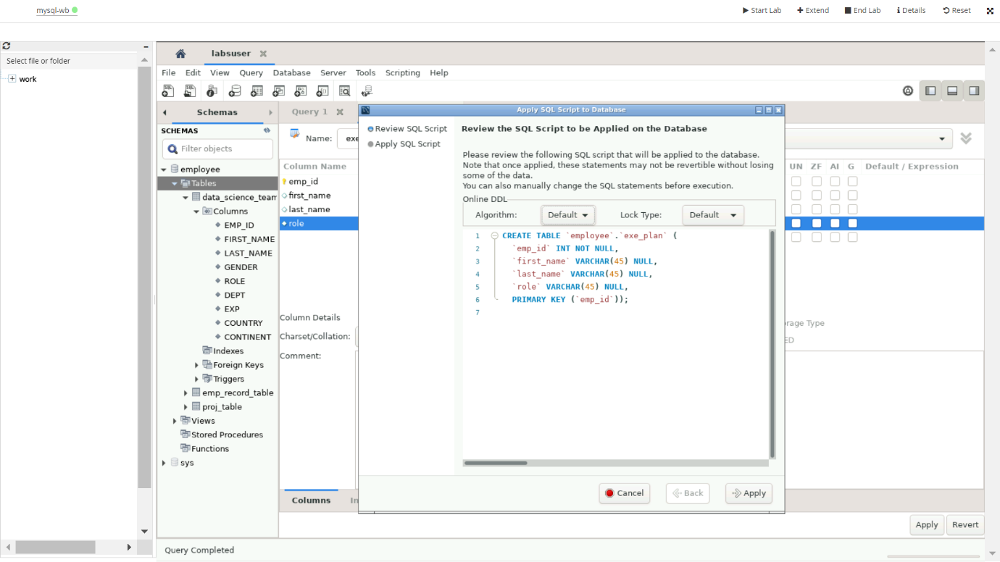 mysql-wb
Start Lab
Extend
End Lab
Details
Reset
Select file or folder
work
labsuser
File Edit View Query Database Server Tools Scripting Help
Schemas
SCHEMAS
Filter objects
employee
Tables
data_science_team
Columns
EMP_ID
FIRST_NAME
LAST_NAME
GENDER
ROLE
DEPT
EXP
COUNTRY
CONTINENT
Indexes
Foreign Keys
Triggers
emp_record_table
proj_table
Views
Stored Procedures
Functions
sys
Query 1
Name: exe
Column Name
emp_id
first_name
last_name
role
Column Details
Charset/Collation:
Comment:
Columns
UN ZF AI G Default / Expression
rage Type
ED
Apply Revert
Apply SQL Script to Database
Review SQL Script
Apply SQL Script
Review the SQL Script to be Applied on the Database
Please review the following SQL script that will be applied to the database.
Note that once applied, these statements may not be revertible without losing
some of the data.
You can also manually change the SQL statements before execution.
Online DDL
Algorithm: Default Lock Type: Default
1 CREATE TABLE `employee`.`exe_plan` (
2 `emp_id` INT NOT NULL,
3 `first_name` VARCHAR(45) NULL,
4 `last_name` VARCHAR(45) NULL,
5 `role` VARCHAR(45) NULL,
6 PRIMARY KEY (`emp_id`));
7
Cancel Back Apply
Query Completed